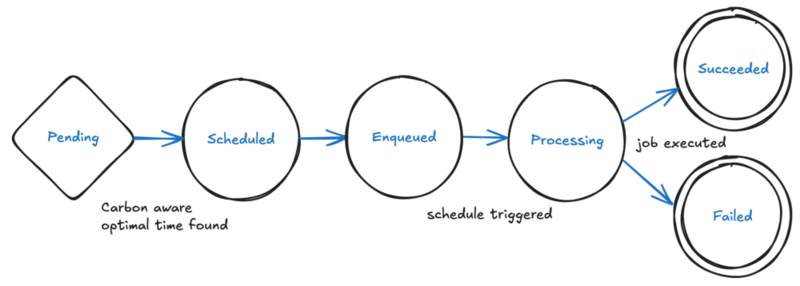 Pending
Scheduled
Enqueued
Processing
Succeeded
Failed
Carbon aware
optimal time found
schedule triggered
job executed